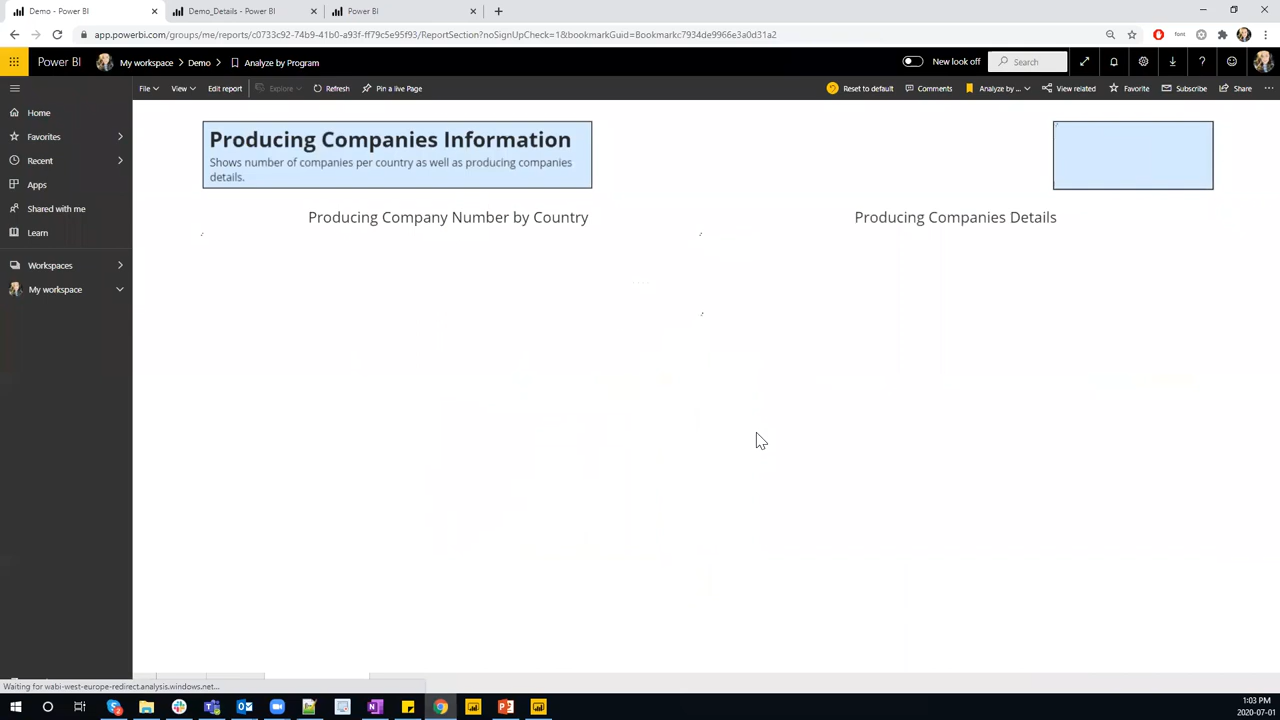 Demo - Power BI
Demo_Details - Power BI
Power BI
app.powerbi.com/groups/me/reports/c0733c92-74b9-41b0-a93f-ff79c5e95f93/ReportSection?noSignUpCheck=1&bookmarkGuid=Bookmarkc7934de9966e3a0d31a2
Power BI My workspace > Demo > Analyze by Program New look off Search
File View Edit report Explore Refresh Pin a live Page Reset to default Comments Analyze by ... View related Favorite Subscribe Share
Home
Favorites
Recent
Apps
Shared with me
Learn
Workspaces
My workspace
Producing Companies Information
Shows number of companies per country as well as producing companies
details.
Producing Company Number by Country
Producing Companies Details
Waiting for wabi-west-europe-redirect.analysis.windows.net...
1:03 PM
2020-07-01